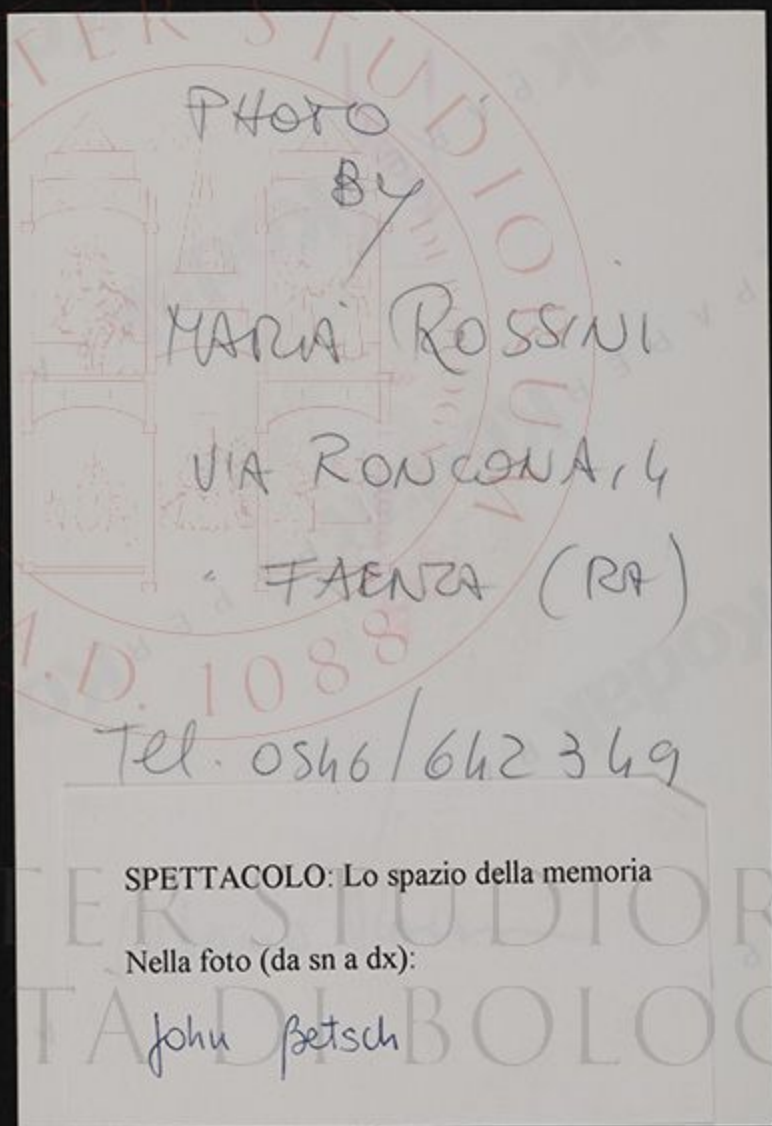 PHOTO
BY
MARIA ROSSINI
VIA RONCONA, 4
FAENZA (RA)
Tel. 0546/642349
SPETTACOLO: Lo spazio della memoria
Nella foto (da sn a dx):
John Betsch
A.D. 1088